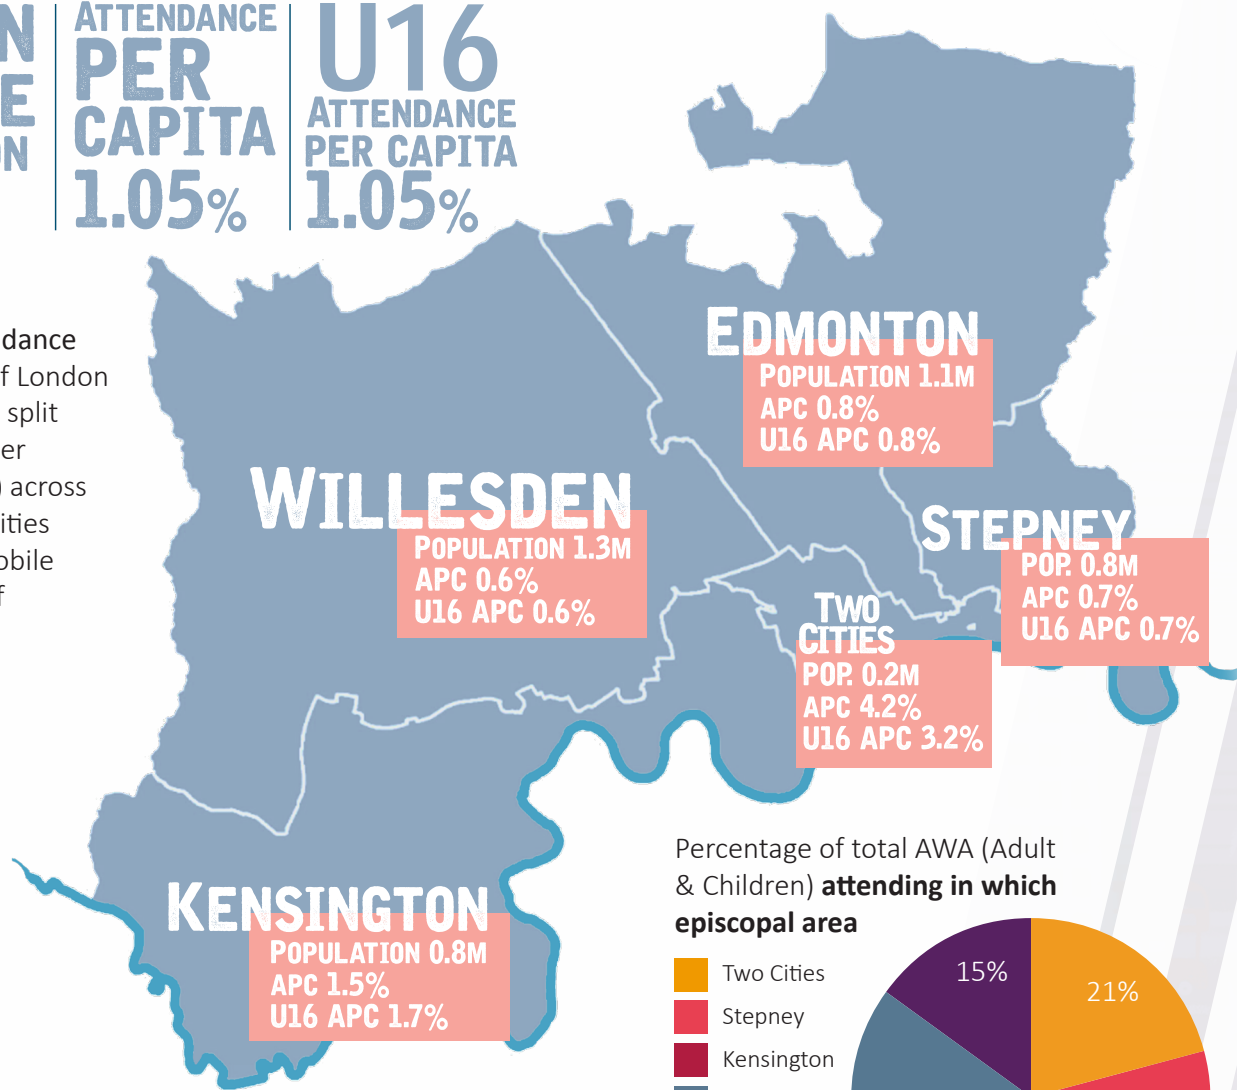 N
E
ON
ATTENDANCE
PER
CAPITA
1.05%
U16
ATTENDANCE
PER CAPITA
1.05%
dance
f London
split
er
) across
ities
obile
f
EDMONTON
POPULATION 1.1M
APC 0.8%
U16 APC 0.8%
WILLESDEN
POPULATION 1.3M
APC 0.6%
U16 APC 0.6%
STEPNEY
POP. 0.8M
APC 0.7%
U16 APC 0.7%
TWO
CITIES
POP. 0.2M
APC 4.2%
U16 APC 3.2%
KENSINGTON
POPULATION 0.8M
APC 1.5%
U16 APC 1.7%
Percentage of total AWA (Adult
& Children) attending in which
episcopal area
Two Cities
Stepney
Kensington
15%
21%